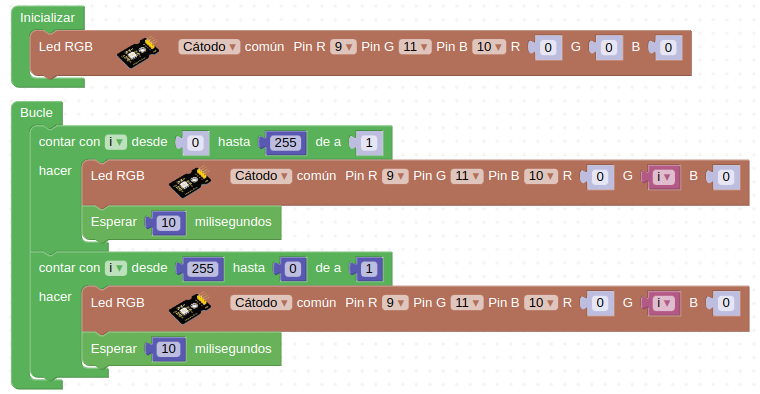 Inicializar
Led RGB Cátodo común Pin R 9 Pin G 11 Pin B 10 R 0 G 0 B 0
Bucle
contar con i desde 0 hasta 255 de a 1
hacer Led RGB Cátodo común Pin R 9 Pin G 11 Pin B 10 R 0 G i B 0
Esperar 10 milisegundos
contar con i desde 255 hasta 0 de a 1
hacer Led RGB Cátodo común Pin R 9 Pin G 11 Pin B 10 R 0 G i B 0
Esperar 10 milisegundos